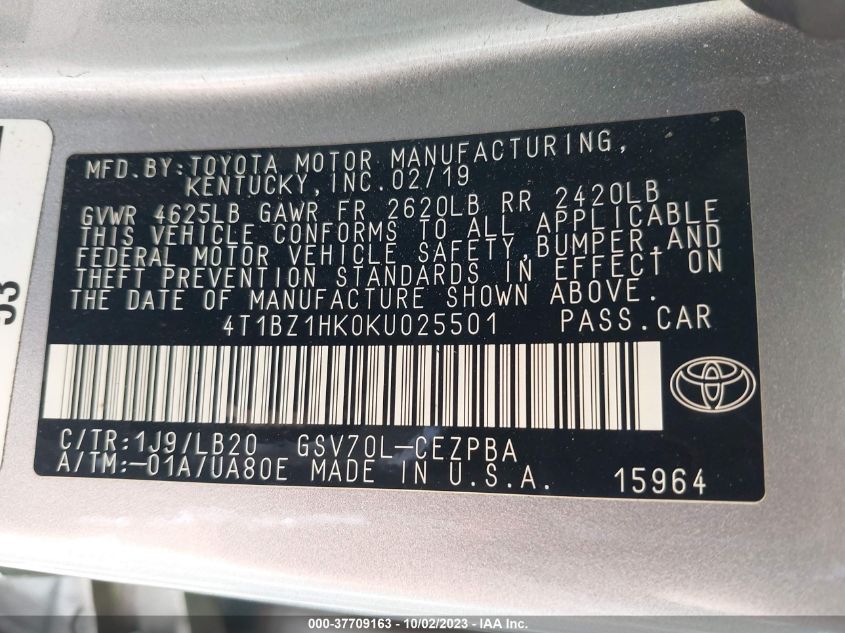 MFD.BY:TOYOTA MOTOR MANUFACTURING,
KENTUCKY,INC.02/19
GVWR 4625LB GAWR FR 2620LB RR 2420LB
THIS VEHICLE CONFORMS TO ALL APPLICABLE
FEDERAL MOTOR VEHICLE SAFETY,BUMPER,AND
THEFT PREVENTION STANDARDS IN EFFECT ON
THE DATE OF MANUFACTURE SHOWN ABOVE.
4T1BZ1HK0KU025501 PASS.CAR
C/TR:1J9/LB20 GSV70L-CEZPBA
A/TM:-01A/UA80E MADE IN U.S.A. 15964
53
000-37709163 - 10/02/2023 - IAA Inc.